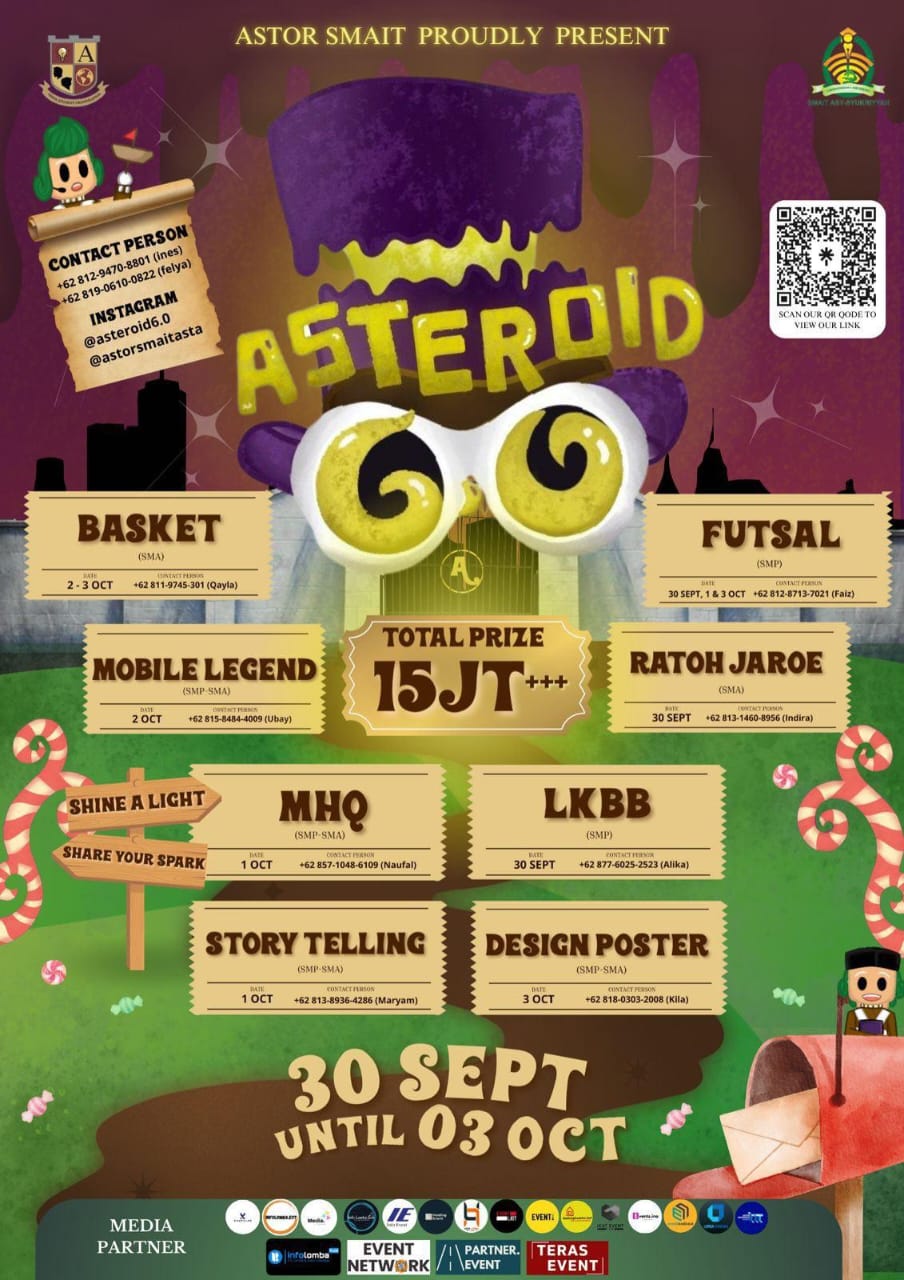 ASTOR SMAIT PROUDLY PRESENT
A
SMAIT ASY-SYUKRIYYAH
CONTACT PERSON
+62 812-9470-8801 (ines)
+62 819-0610-0822 (felya)
INSTAGRAM
@asteroid6.0
@astorsmaitasta
SCAN OUR QR QODE TO
VIEW OUR LINK
ASTEROID
60
A
BASKET
(SMA)
DATE CONTACT PERSON
2 - 3 OCT +62 811-9745-301 (Qayla)
FUTSAL
(SMP)
DATE CONTACT PERSON
30 SEPT, 1 & 3 OCT +62 812-8713-7021 (Faiz)
MOBILE LEGEND
(SMP-SMA)
DATE CONTACT PERSON
2 OCT +62 815-8484-4009 (Ubay)
TOTAL PRIZE
15JT+++
RATOH JAROE
(SMA)
DATE CONTACT PERSON
30 SEPT +62 813-1460-8956 (Indira)
SHINE A LIGHT
SHARE YOUR SPARK
MHQ
(SMP-SMA)
DATE CONTACT PERSON
1 OCT +62 857-1048-6109 (Naufal)
LKBB
(SMP)
DATE CONTACT PERSON
30 SEPT +62 877-6025-2523 (Alika)
STORY TELLING
(SMP-SMA)
DATE CONTACT PERSON
1 OCT +62 813-8936-4286 (Maryam)
DESIGN POSTER
(SMP-SMA)
DATE CONTACT PERSON
3 OCT +62 818-0303-2008 (Kila)
30 SEPT
UNTIL 03 OCT
MEDIA
PARTNER
Media.
IF
EVENT
infolomba
EVENT
NETWORK
PARTNER.
EVENT
TERAS
EVENT